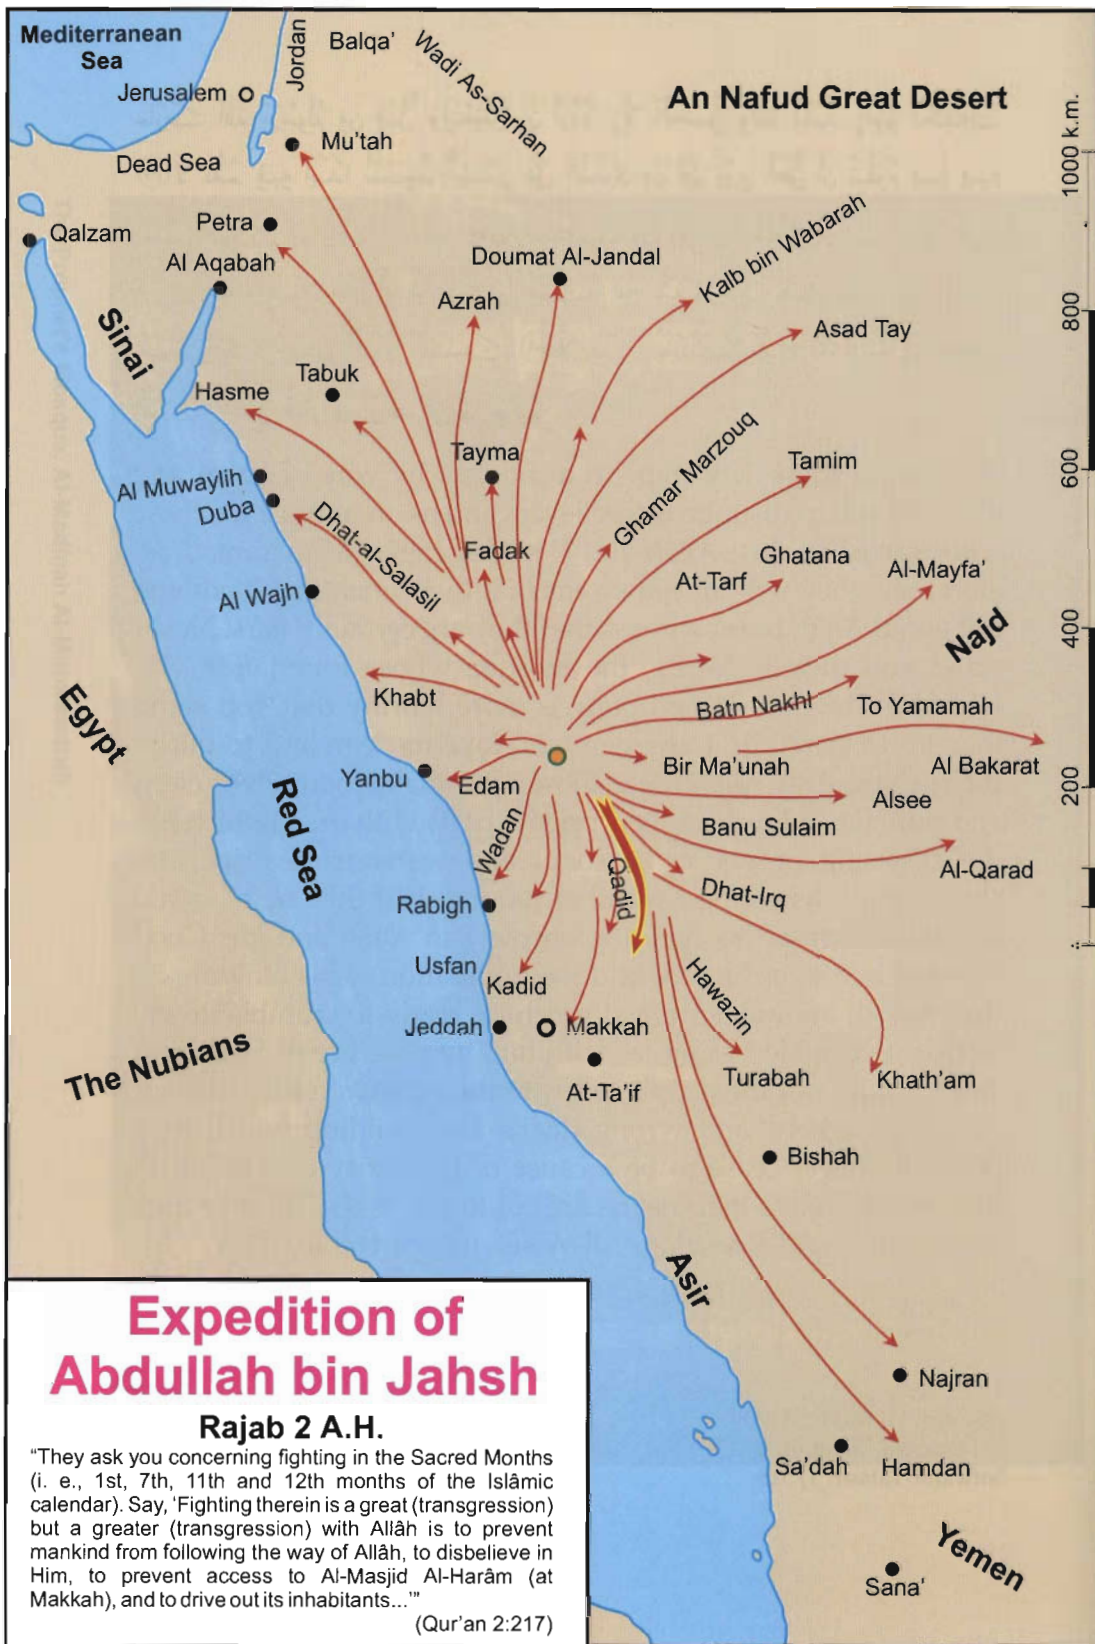 Mediterranean
Sea
Jordan
Balqa'
Wadi As-Sarhan
Jerusalem
An Nafud Great Desert
Mu'tah
Dead Sea
1000 k.m.
Petra
Qalzam
Al Aqabah
Doumat Al-Jandal
Kalb bin Wabarah
Azrah
800
Asad Tay
Sinai
Tabuk
Hasme
Tayma
Ghamar Marzouq
Tamim
600
Al Muwaylih
Duba
Dhat-al-Salasil
Fadak
Ghatana
At-Tarf
Al-Mayfa'
Al Wajh
Najd
400
Khabt
Egypt
Batn Nakhl
To Yamamah
Yanbu
Edam
Bir Ma'unah
Al Bakarat
200
Red Sea
Wadan
Alsee
Banu Sulaim
Qadid
Al-Qarad
Dhat-Irq
Rabigh
Usfan
Kadid
Hawazin
Jeddah
Makkah
The Nubians
At-Ta'if
Turabah
Khath'am
Bishah
Asir
Najran
Sa'dah
Hamdan
Yemen
Sana'
Expedition of
Abdullah bin Jahsh
Rajab 2 A.H.
“They ask you concerning fighting in the Sacred Months
(i. e., 1st, 7th, 11th and 12th months of the Islâmic
calendar). Say, ‘Fighting therein is a great (transgression)
but a greater (transgression) with Allâh is to prevent
mankind from following the way of Allâh, to disbelieve in
Him, to prevent access to Al-Masjid Al-Harâm (at
Makkah), and to drive out its inhabitants...’”
(Qur'an 2:217)